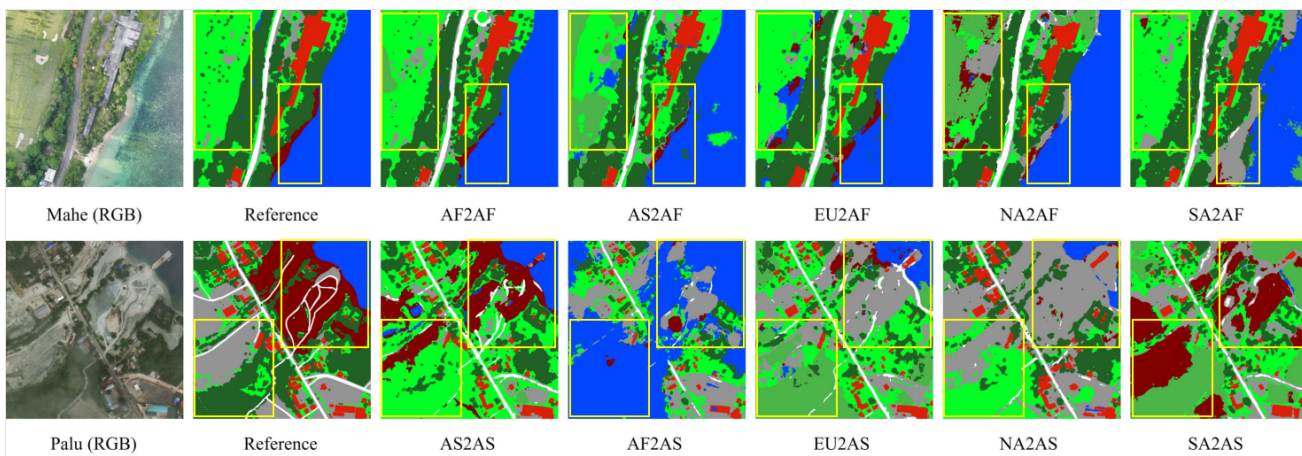 Mahe (RGB) Reference AF2AF AS2AF EU2AF NA2AF SA2AF
Palu (RGB) Reference AS2AS AF2AS EU2AS NA2AS SA2AS